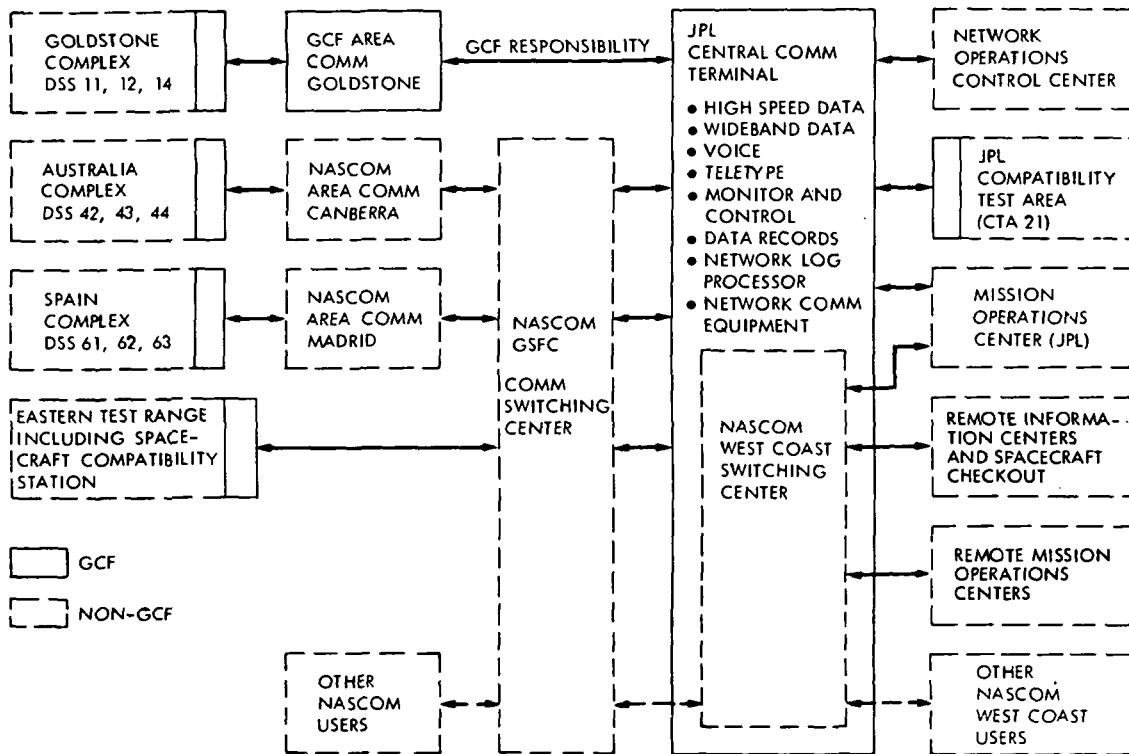 GOLDSTONE
COMPLEX
DSS 11, 12, 14
GCF AREA
COMM
GOLDSTONE
GCF RESPONSIBILITY
JPL
CENTRAL COMM
TERMINAL
• HIGH SPEED DATA
• WIDEBAND DATA
• VOICE
• TELETYPE
• MONITOR AND
CONTROL
• DATA RECORDS
• NETWORK LOG
PROCESSOR
• NETWORK COMM
EQUIPMENT
NETWORK
OPERATIONS
CONTROL CENTER
AUSTRALIA
COMPLEX
DSS 42, 43, 44
NASCOM
AREA COMM
CANBERRA
JPL
COMPATIBILITY
TEST AREA
(CTA 21)
SPAIN
COMPLEX
DSS 61, 62, 63
NASCOM
AREA COMM
MADRID
NASCOM
GSFC
COMM
SWITCHING
CENTER
MISSION
OPERATIONS
CENTER (JPL)
EASTERN TEST RANGE
INCLUDING SPACE-
CRAFT COMPATIBILITY
STATION
NASCOM
WEST COAST
SWITCHING
CENTER
REMOTE INFORMA-
TION CENTERS
AND SPACECRAFT
CHECKOUT
GCF
NON-GCF
REMOTE MISSION
OPERATIONS
CENTERS
OTHER
NASCOM
USERS
OTHER
NASCOM
WEST COAST
USERS